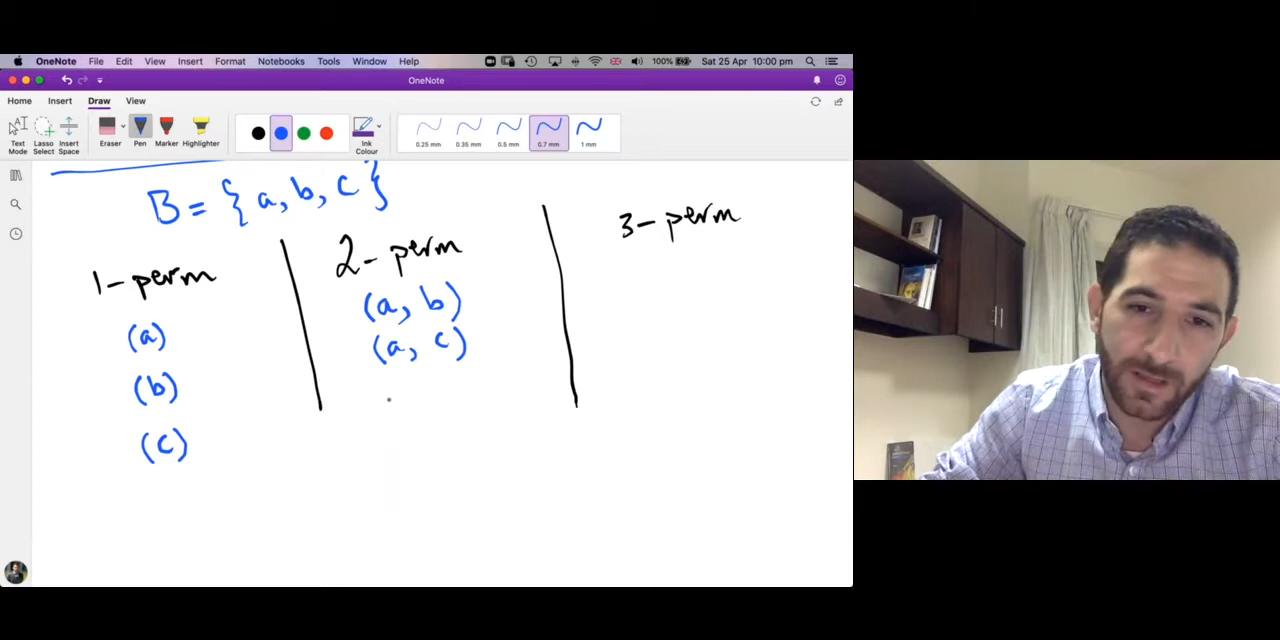 OneNote File Edit View Insert Format Notebooks Tools Window Help 100% Sat 25 Apr 10:00 pm
OneNote
Home Insert Draw View
Text Mode Lasso Select Insert Space Eraser Pen Marker Highlighter Ink Colour 0.25 mm 0.35 mm 0.5 mm 0.7 mm 1 mm
B = {a, b, c}
1-perm
(a)
(b)
(c)
2-perm
(a, b)
(a, c)
3-perm